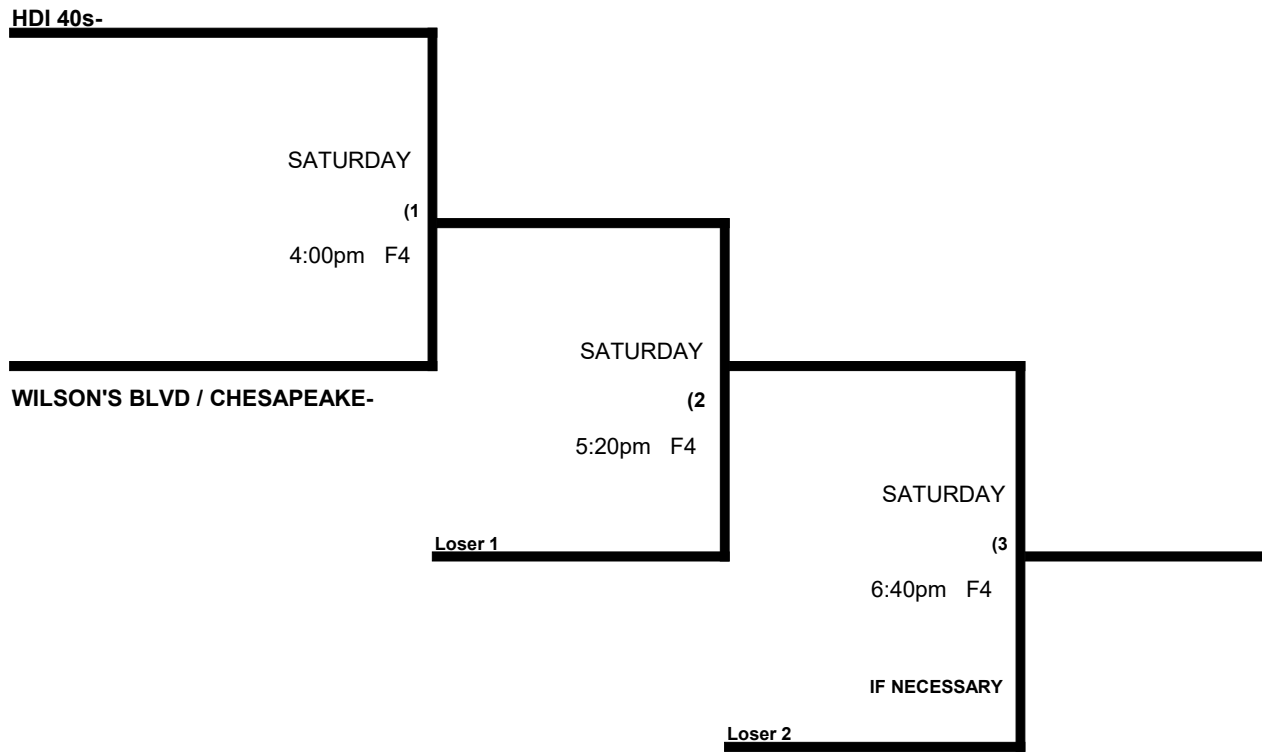 HDI 40s-
SATURDAY
(1
4:00pm F4
WILSON'S BLVD / CHESAPEAKE-
SATURDAY
(2
5:20pm F4
Loser 1
SATURDAY
(3
6:40pm F4
IF NECESSARY
Loser 2